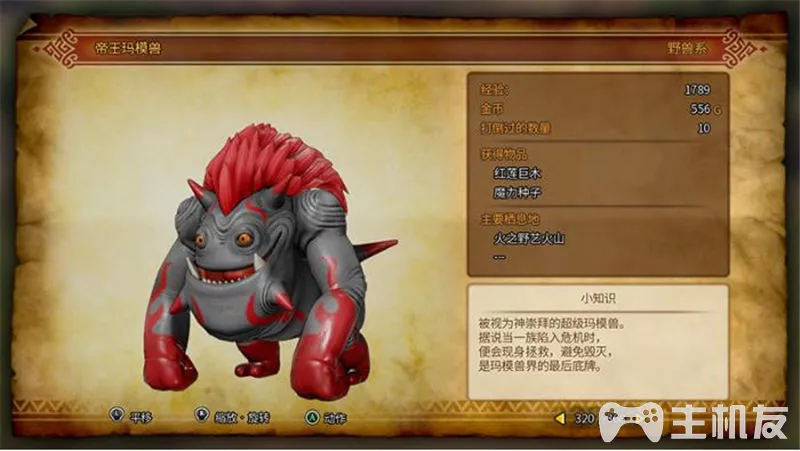 帝王玛模兽
野兽系
经验: 1789
金币 556 G
打倒过的数量 10
获得物品
红莲巨木
魔力种子
主要栖息地
火之野艺火山
---
小知识
被视为神崇拜的超级玛模兽。
据说当一族陷入危机时,
便会现身拯救,避免毁灭,
是玛模兽界的最后底牌。
L 平移
R 缩放·旋转
A 动作
320
主机友